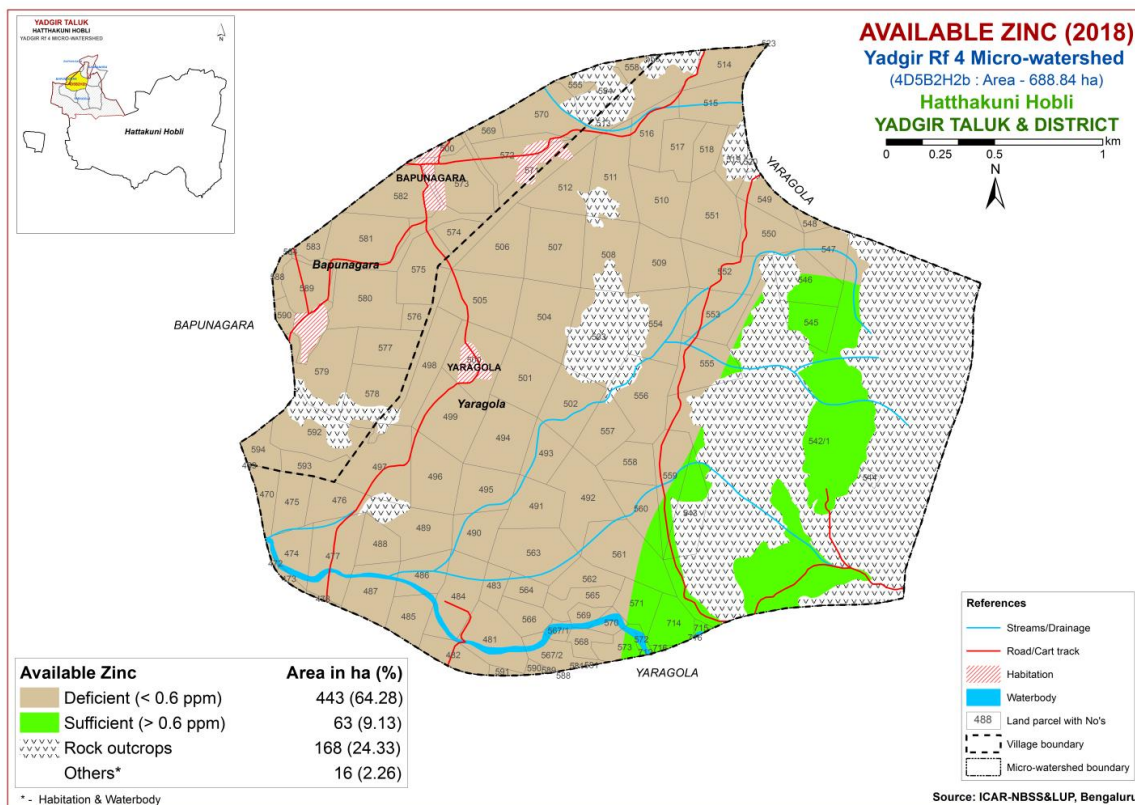 YADGIR TALUK
HATTHAKUNI HOBLI
YADGIR Rf 4 MICRO-WATERSHED
N
Hattakuni Hobli
AVAILABLE ZINC (2018)
Yadgir Rf 4 Micro-watershed
(4D5B2H2b : Area - 688.84 ha)
Hatthakuni Hobli
YADGIR TALUK & DISTRICT
0 0.25 0.5 1 km
N
523
558 514
555 594
515
570 573
569 516
517 518 519
500 572 571
BAPUNAGARA
573 512 511
YARAGOLA
582 510 549
551 548
574 550 547
581 583 506 507 508 509
Bapunagara
575 552 546
588 589 580 505
590 576 504 554 553 545
BAPUNAGARA
577 503
498 500 555
YARAGOLA
579 501
578 502 556
Yaragola
499
592 494 557 542/1
594 493 558
593 497 496 559 544
470 475 476 495 492
491 560 543
489 490
474 477 488 563 561
472 473 486 483 562
487 484 564 565
571
485 566 569 570 714 715
481 567/1 568 572 716
482 567/2 573
591 590 589
588
YARAGOLA
Available Zinc Area in ha (%)
Deficient (< 0.6 ppm) 443 (64.28)
Sufficient (> 0.6 ppm) 63 (9.13)
Rock outcrops 168 (24.33)
Others* 16 (2.26)
* - Habitation & Waterbody
References
Streams/Drainage
Road/Cart track
Habitation
Waterbody
488 Land parcel with No's
Village boundary
Micro-watershed boundary
Source: ICAR-NBSS&LUP, Bengaluru